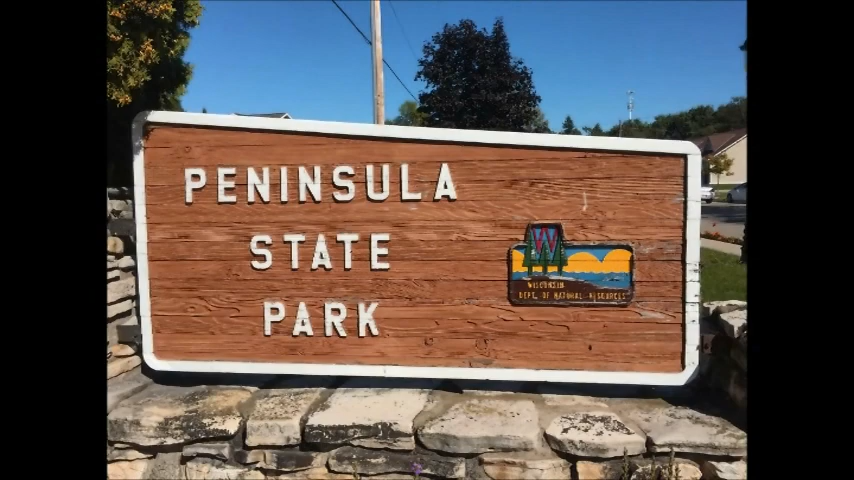 PENINSULA
STATE
PARK
W
WISCONSIN
DEPT. OF NATURAL RESOURCES